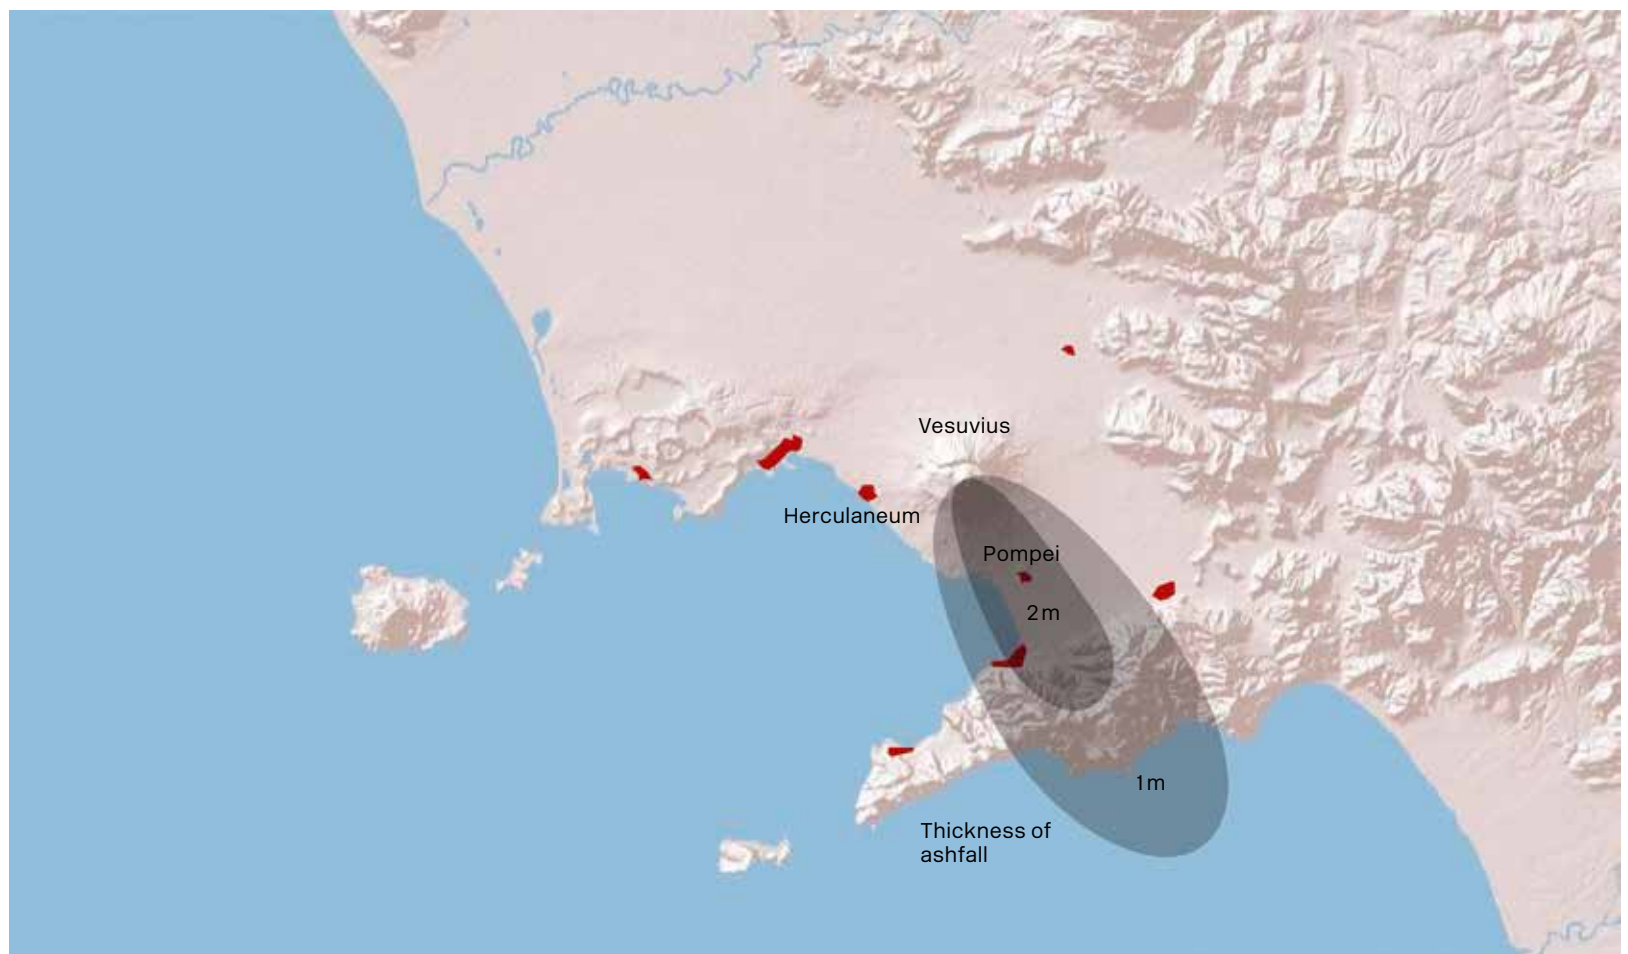 Vesuvius
Herculaneum
Pompei
2 m
1 m
Thickness of
ashfall